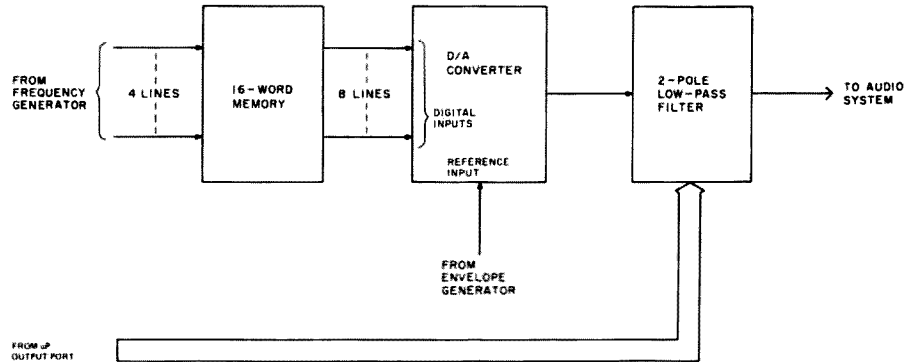 FROM
FREQUENCY
GENERATOR
4 LINES
16-WORD
MEMORY
8 LINES
D/A
CONVERTER
DIGITAL
INPUTS
REFERENCE
INPUT
FROM
ENVELOPE
GENERATOR
2-POLE
LOW-PASS
FILTER
TO AUDIO
SYSTEM
FROM μP
OUTPUT PORT